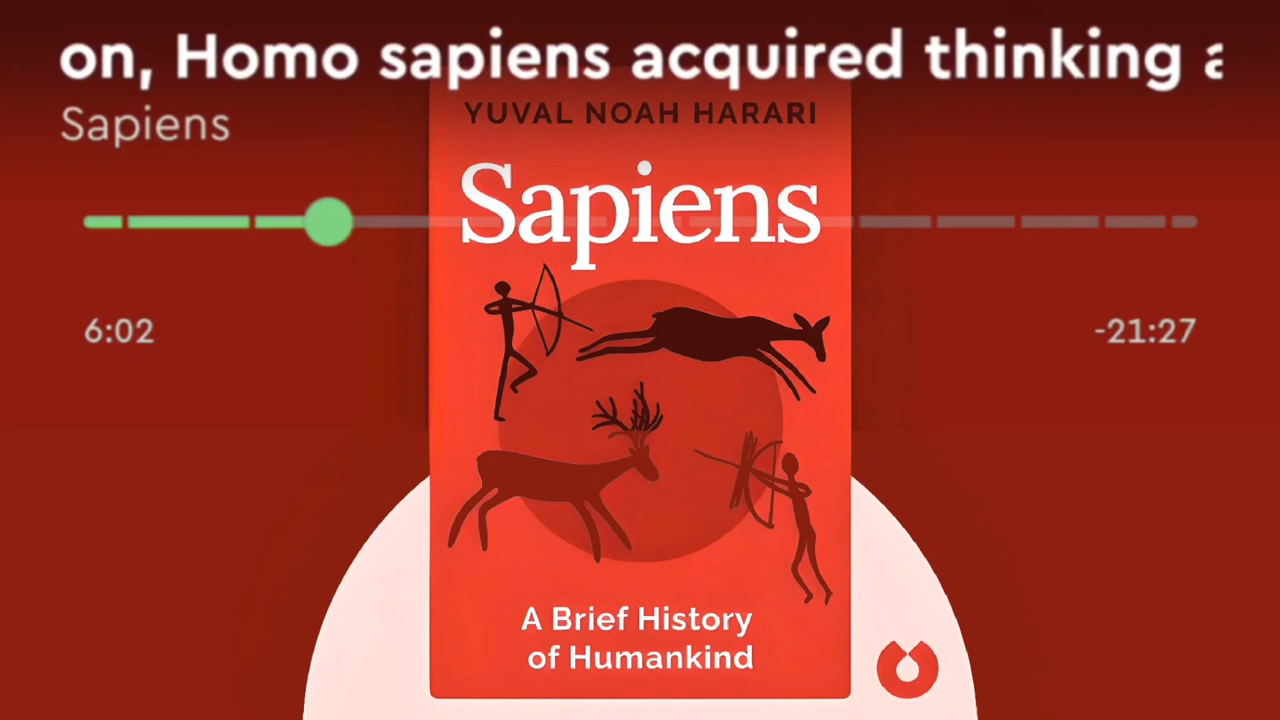 on, Homo sapiens acquired thinking
Sapiens
YUVAL NOAH HARARI
Sapiens
6:02
-21:27
A Brief History
of Humankind